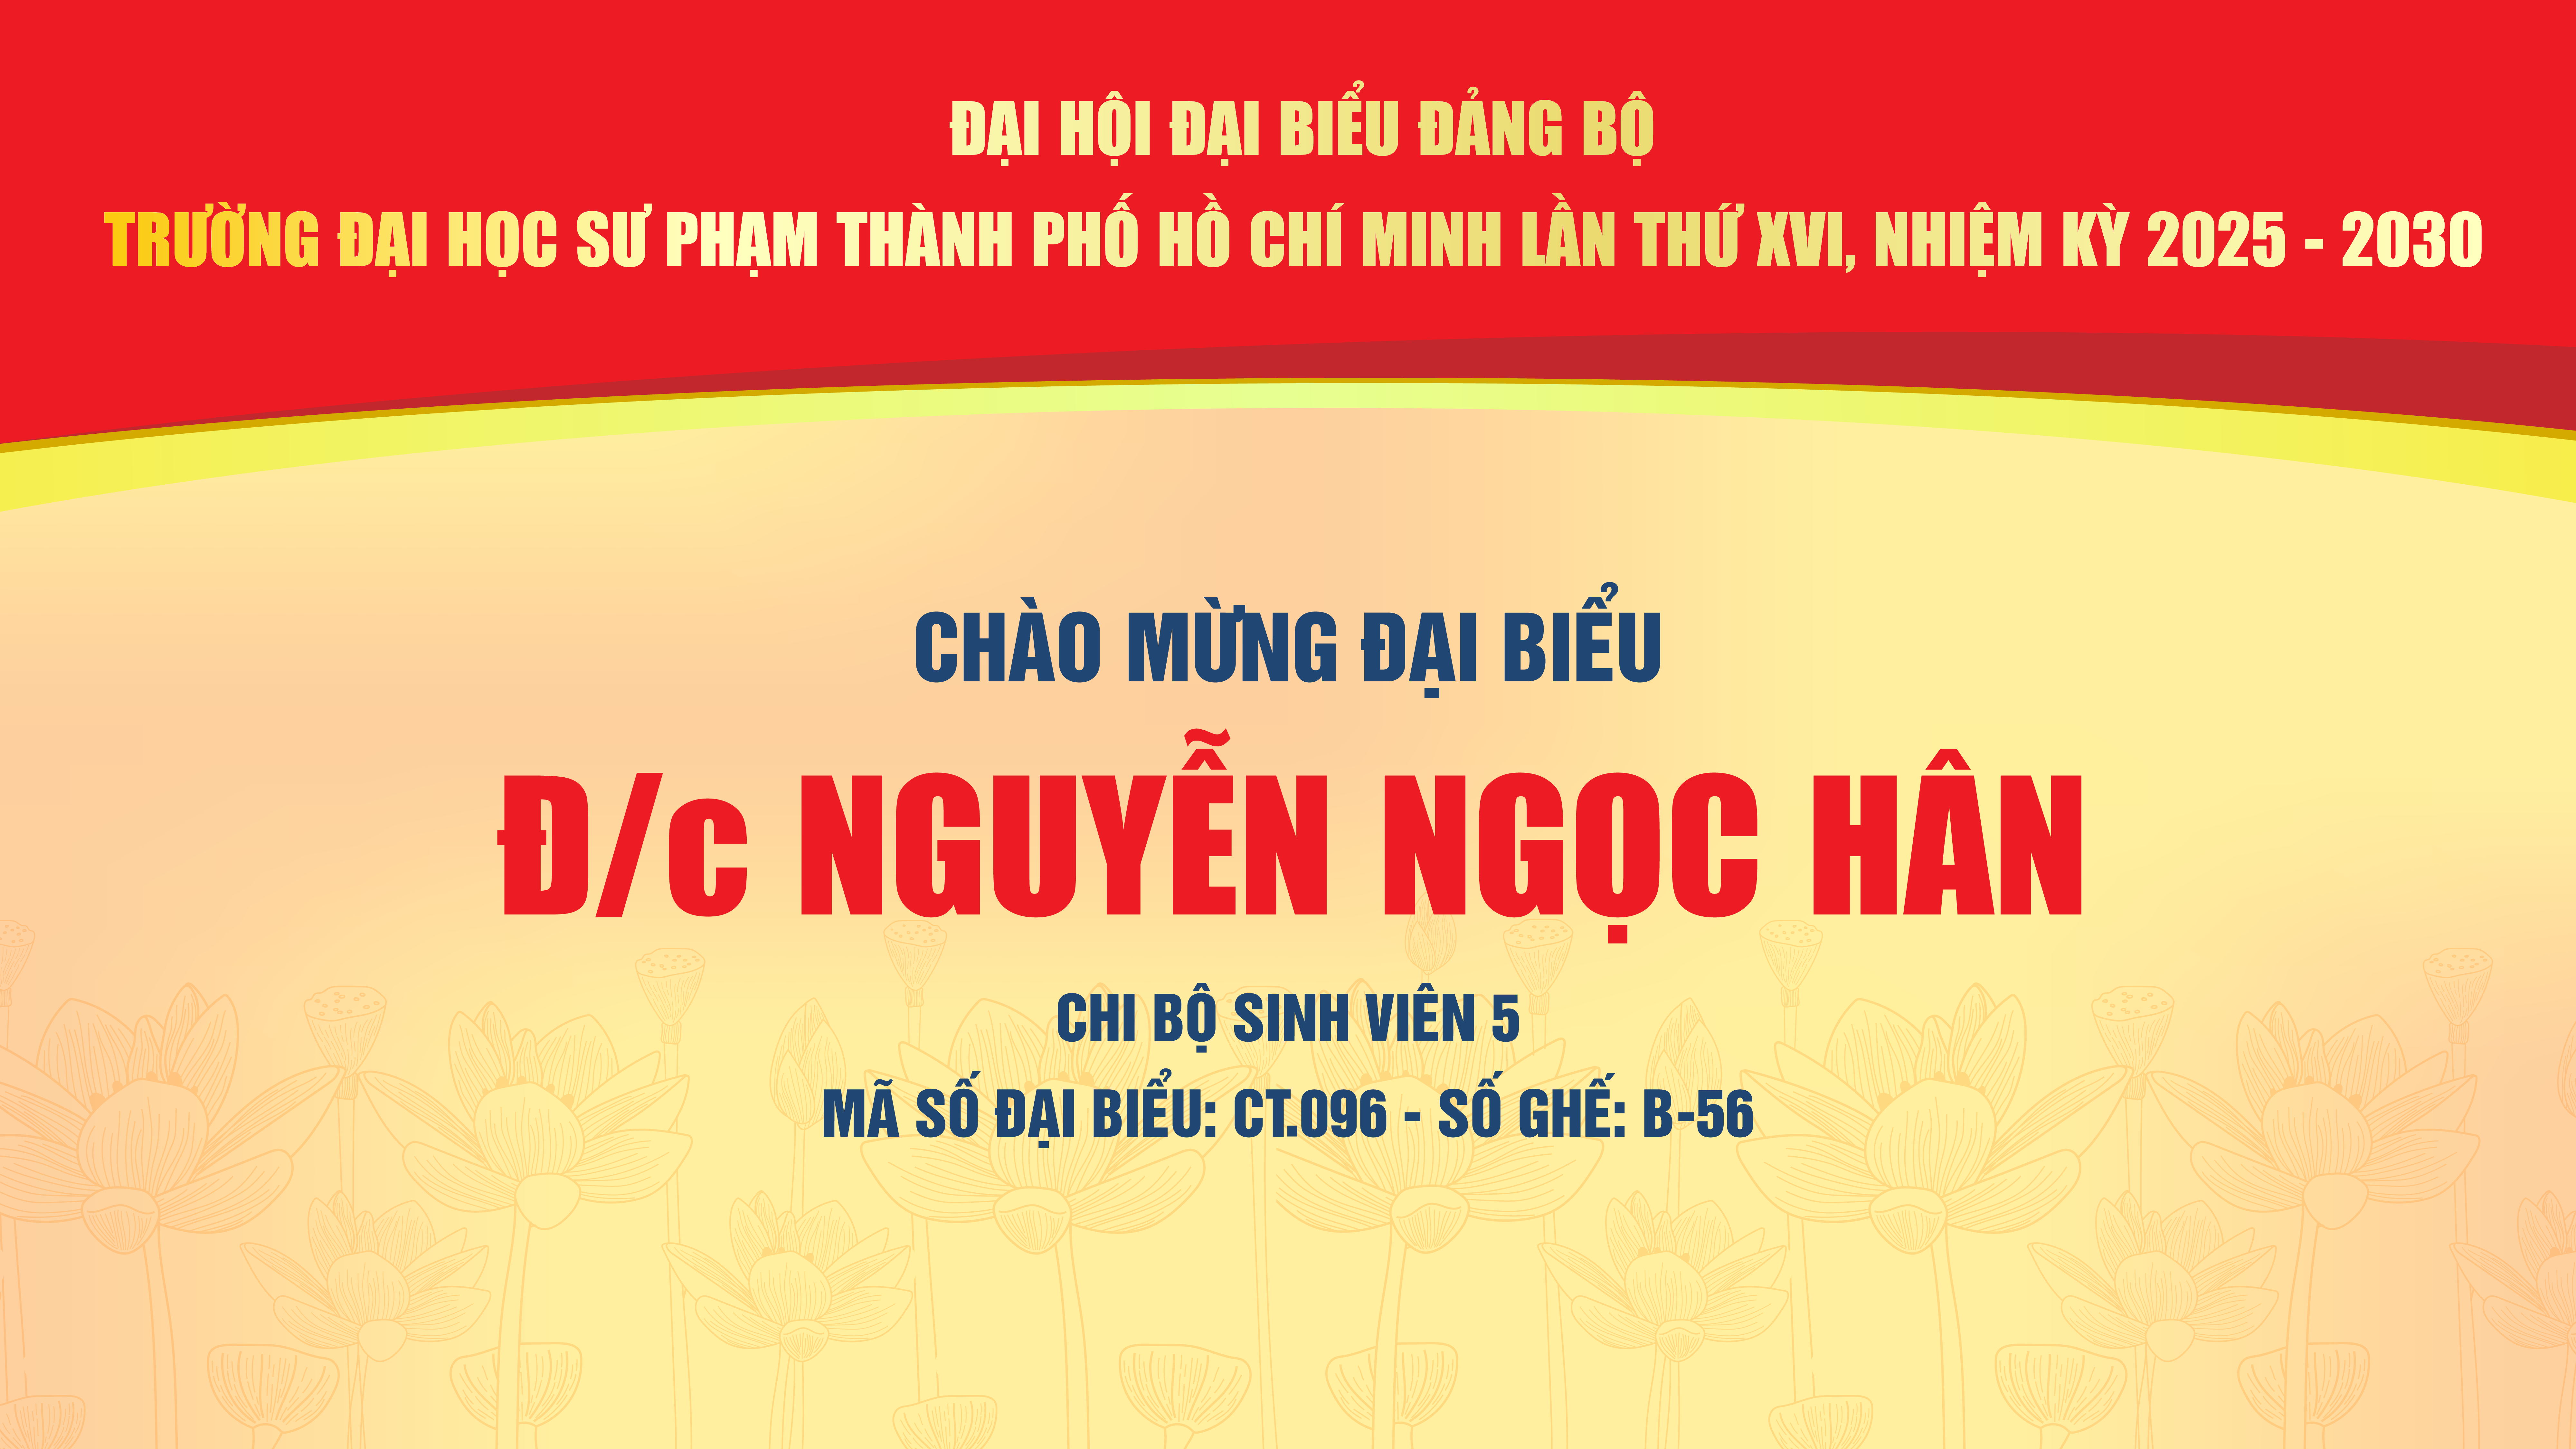 ĐẠI HỘI ĐẠI BIỂU ĐẢNG BỘ
TRƯỜNG ĐẠI HỌC SƯ PHẠM THÀNH PHỐ HỒ CHÍ MINH LẦN THỨ XVI, NHIỆM KỲ 2025 - 2030
CHÀO MỪNG ĐẠI BIỂU
Đ/c NGUYỄN NGỌC HÂN
CHI BỘ SINH VIÊN 5
MÃ SỐ ĐẠI BIỂU: CT.096 - SỐ GHẾ: B-56